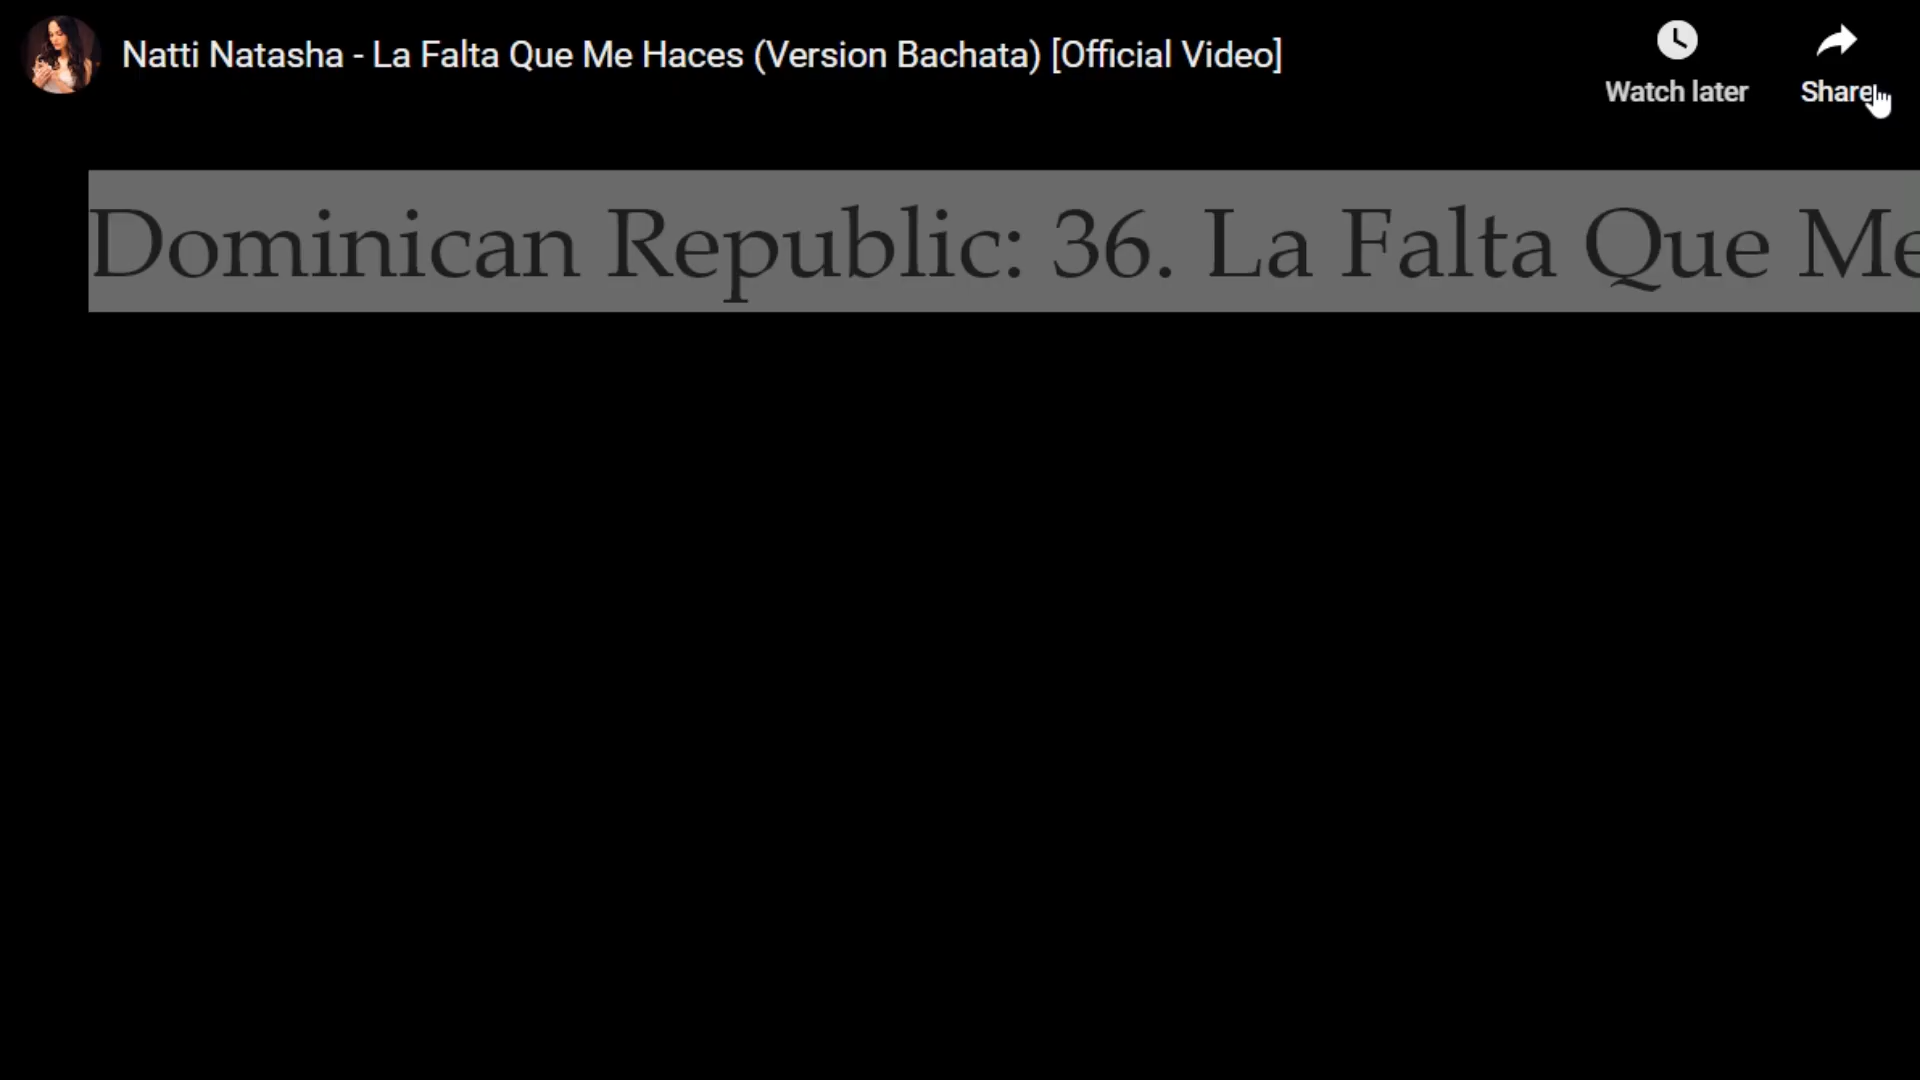 Natti Natasha - La Falta Que Me Haces (Version Bachata) [Official Video]
Watch later
Share
Dominican Republic: 36. La Falta Que Me